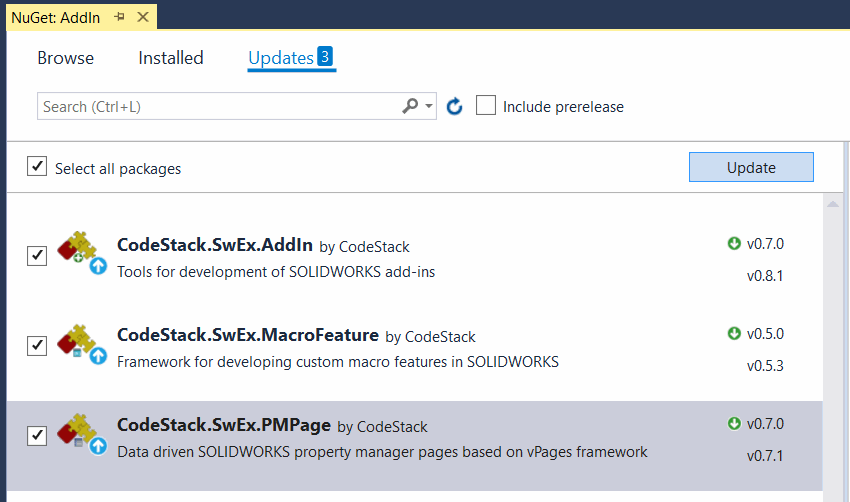 NuGet: AddIn
Browse Installed Updates 3
Search (Ctrl+L) Include prerelease
Select all packages Update
CodeStack.SwEx.AddIn by CodeStack v0.7.0
Tools for development of SOLIDWORKS add-ins v0.8.1
CodeStack.SwEx.MacroFeature by CodeStack v0.5.0
Framework for developing custom macro features in SOLIDWORKS v0.5.3
CodeStack.SwEx.PMPage by CodeStack v0.7.0
Data driven SOLIDWORKS property manager pages based on vPages framework v0.7.1